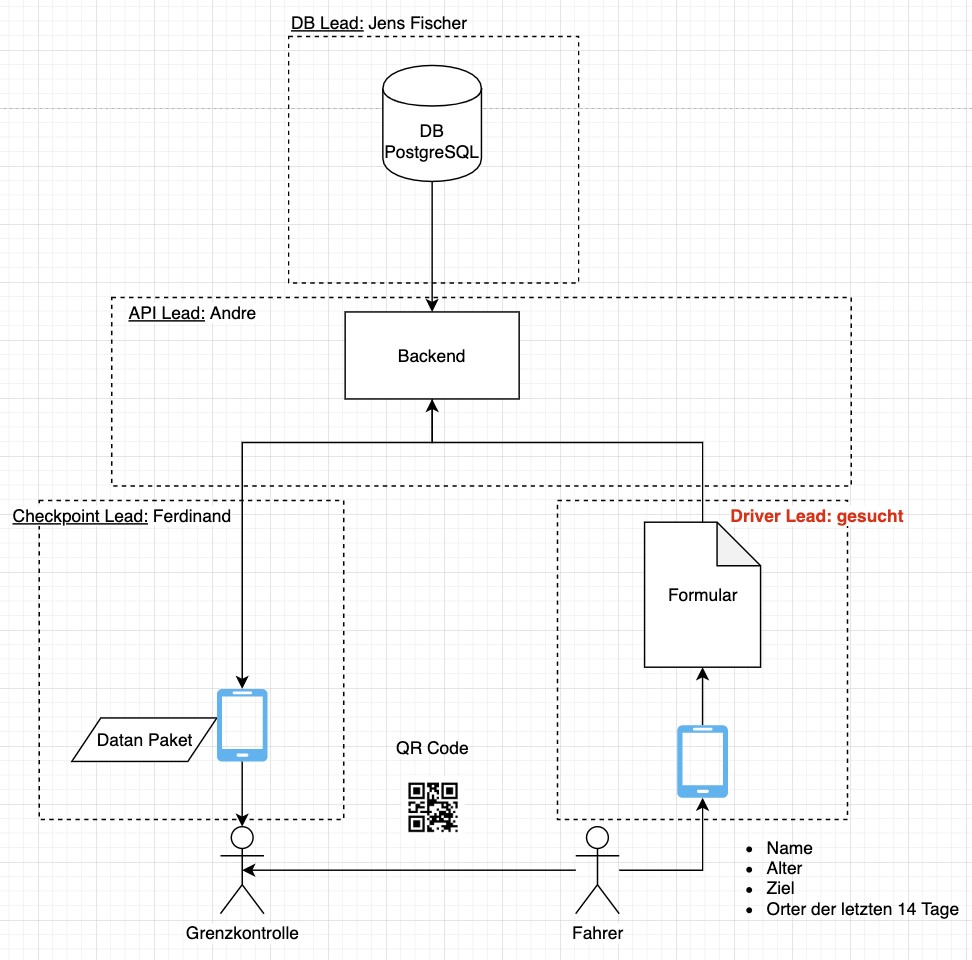 DB Lead: Jens Fischer
DB
PostgreSQL
API Lead: Andre
Backend
Checkpoint Lead: Ferdinand
Driver Lead: gesucht
Formular
Datan Paket
QR Code
Name
Alter
Ziel
Orter der letzten 14 Tage
Grenzkontrolle
Fahrer